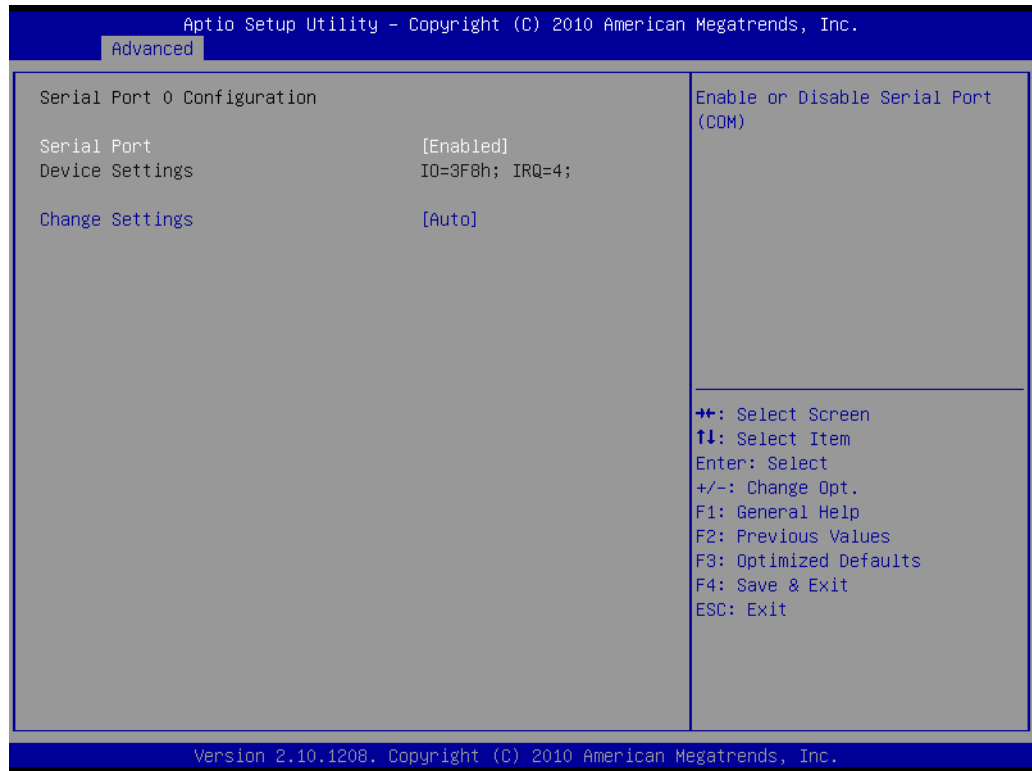 Aptio Setup Utility – Copyright (C) 2010 American Megatrends, Inc.
Advanced
Serial Port 0 Configuration
Serial Port [Enabled]
Device Settings IO=3F8h; IRQ=4;
Change Settings [Auto]
Enable or Disable Serial Port
(COM)
→←: Select Screen
↑↓: Select Item
Enter: Select
+/-: Change Opt.
F1: General Help
F2: Previous Values
F3: Optimized Defaults
F4: Save & Exit
ESC: Exit
Version 2.10.1208. Copyright (C) 2010 American Megatrends, Inc.